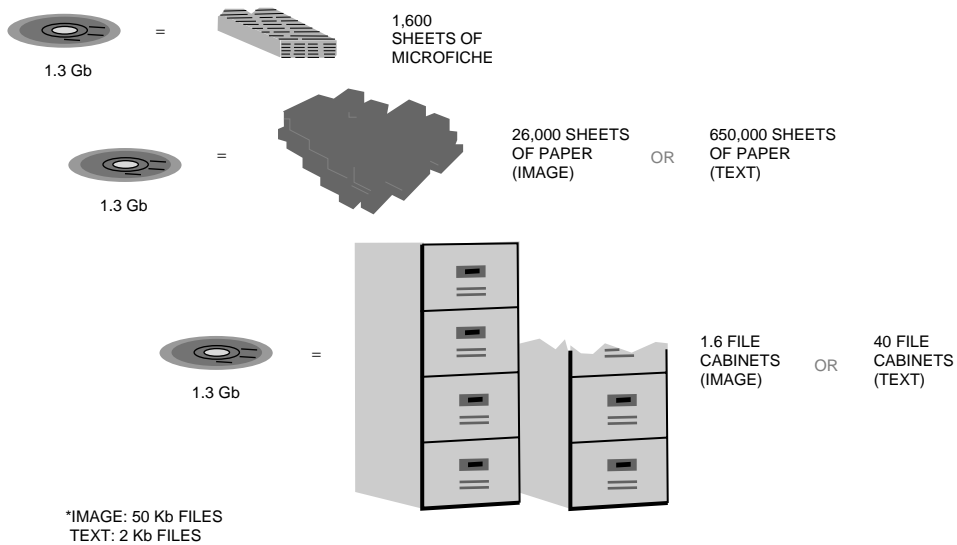 =
1,600
SHEETS OF
MICROFICHE
1.3 Gb
=
26,000 SHEETS
OF PAPER
(IMAGE)
OR
650,000 SHEETS
OF PAPER
(TEXT)
1.3 Gb
=
1.6 FILE
CABINETS
(IMAGE)
OR
40 FILE
CABINETS
(TEXT)
1.3 Gb
*IMAGE: 50 Kb FILES
TEXT: 2 Kb FILES